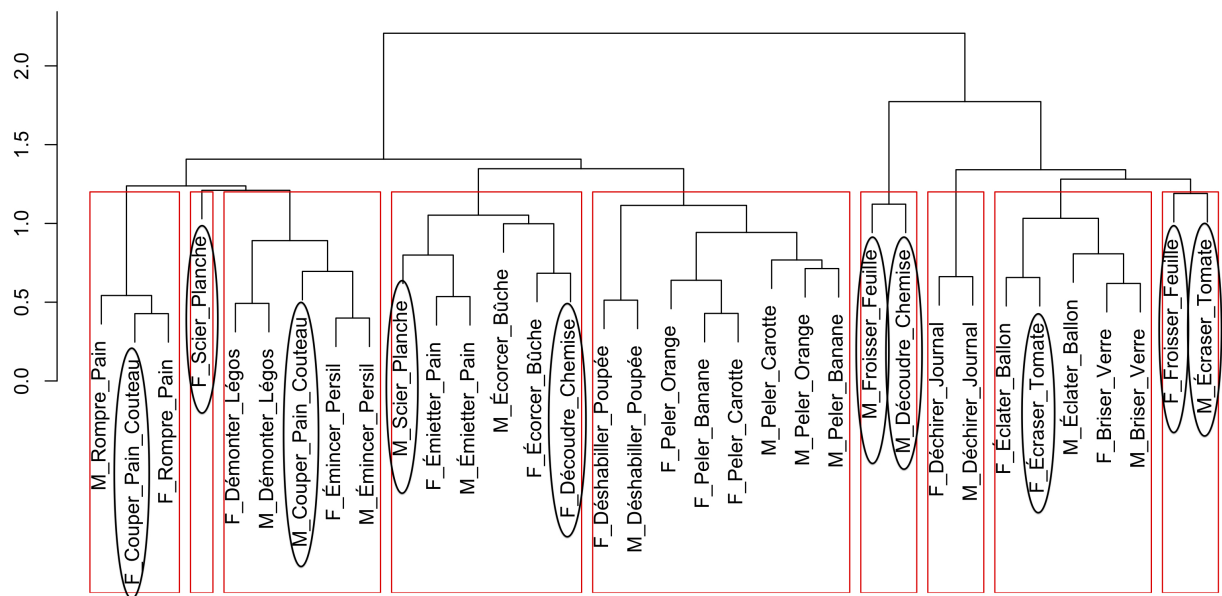 2.0
1.5
1.0
0.5
0.0
M_Rompre_Pain
F_Couper_Pain_Couteau
F_Rompre_Pain
F_Scier_Planche
F_Démonter_Légos
M_Démonter_Légos
M_Couper_Pain_Couteau
F_Émincer_Persil
M_Émincer_Persil
M_Scier_Planche
F_Émietter_Pain
M_Émietter_Pain
M_Écorcer_Bûche
F_Écorcer_Bûche
F_Découdre_Chemise
F_Déshabiller_Poupée
M_Déshabiller_Poupée
F_Peler_Orange
F_Peler_Banane
F_Peler_Carotte
M_Peler_Carotte
M_Peler_Orange
M_Peler_Banane
M_Froisser_Feuille
M_Découdre_Chemise
F_Déchirer_Journal
M_Déchirer_Journal
F_Éclater_Ballon
F_Écraser_Tomate
M_Éclater_Ballon
F_Briser_Verre
M_Briser_Verre
F_Froisser_Feuille
M_Écraser_Tomate